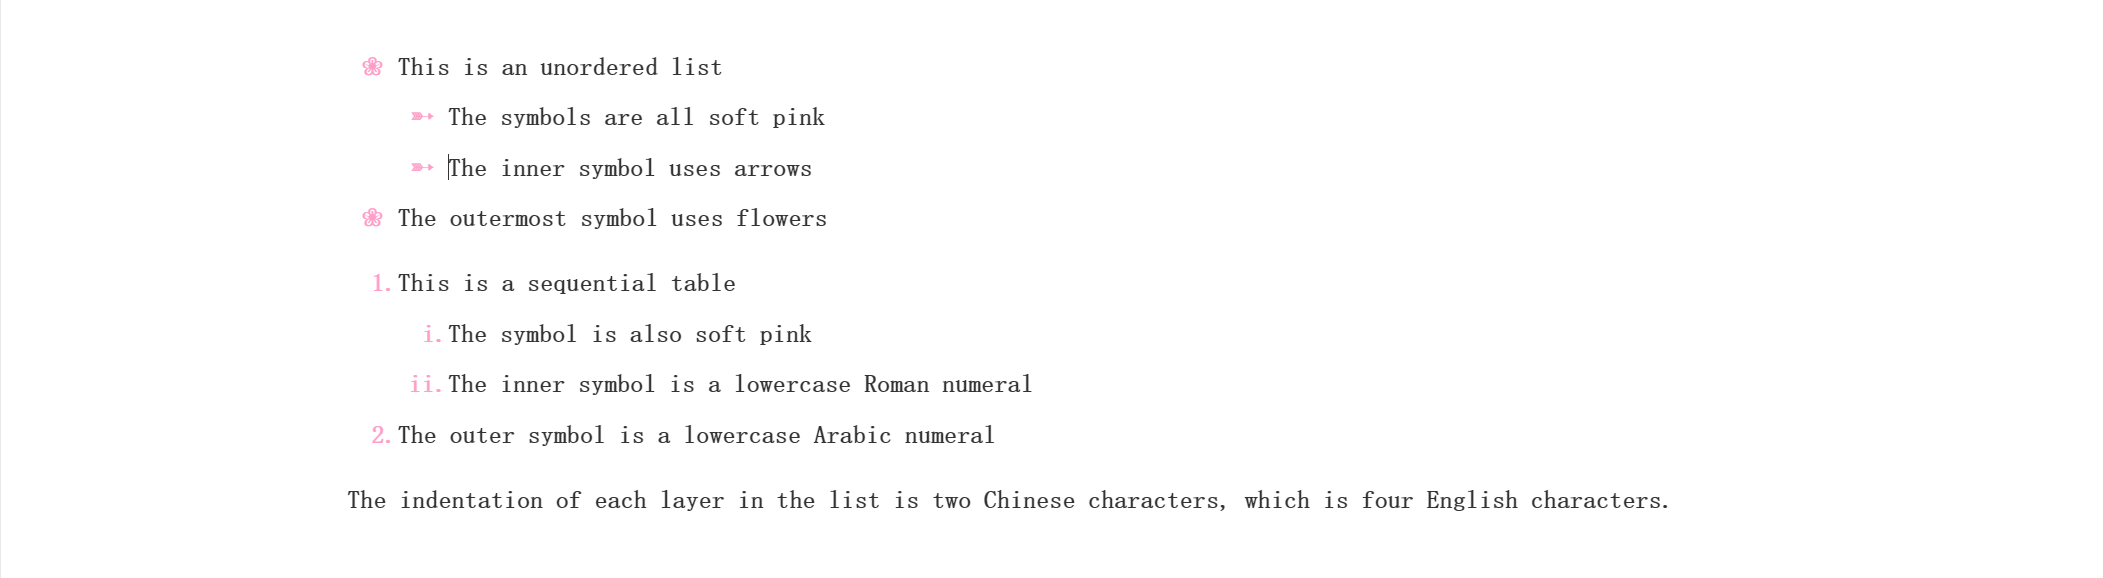 ❀ This is an unordered list
➵ The symbols are all soft pink
➵ The inner symbol uses arrows
❀ The outermost symbol uses flowers
1. This is a sequential table
i. The symbol is also soft pink
ii. The inner symbol is a lowercase Roman numeral
2. The outer symbol is a lowercase Arabic numeral
The indentation of each layer in the list is two Chinese characters, which is four English characters.